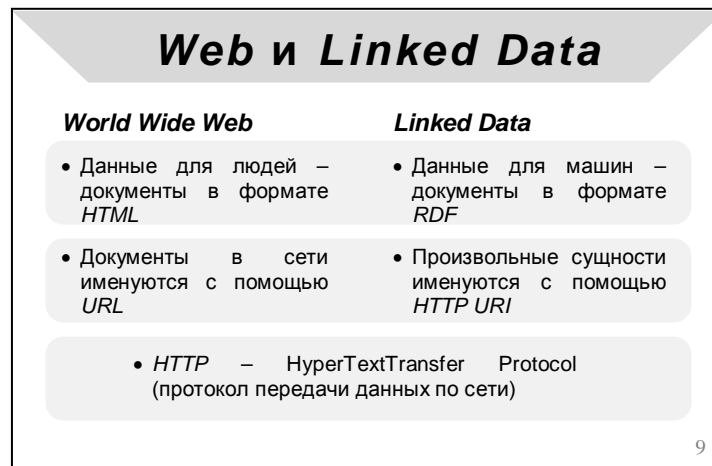 Web и Linked Data
World Wide Web
Linked Data
• Данные для людей –
документы в формате
HTML
• Данные для машин –
документы в формате
RDF
• Документы в сети
именуются с помощью
URL
• Произвольные сущности
именуются с помощью
HTTP URI
• HTTP – HyperTextTransfer Protocol
(протокол передачи данных по сети)
9